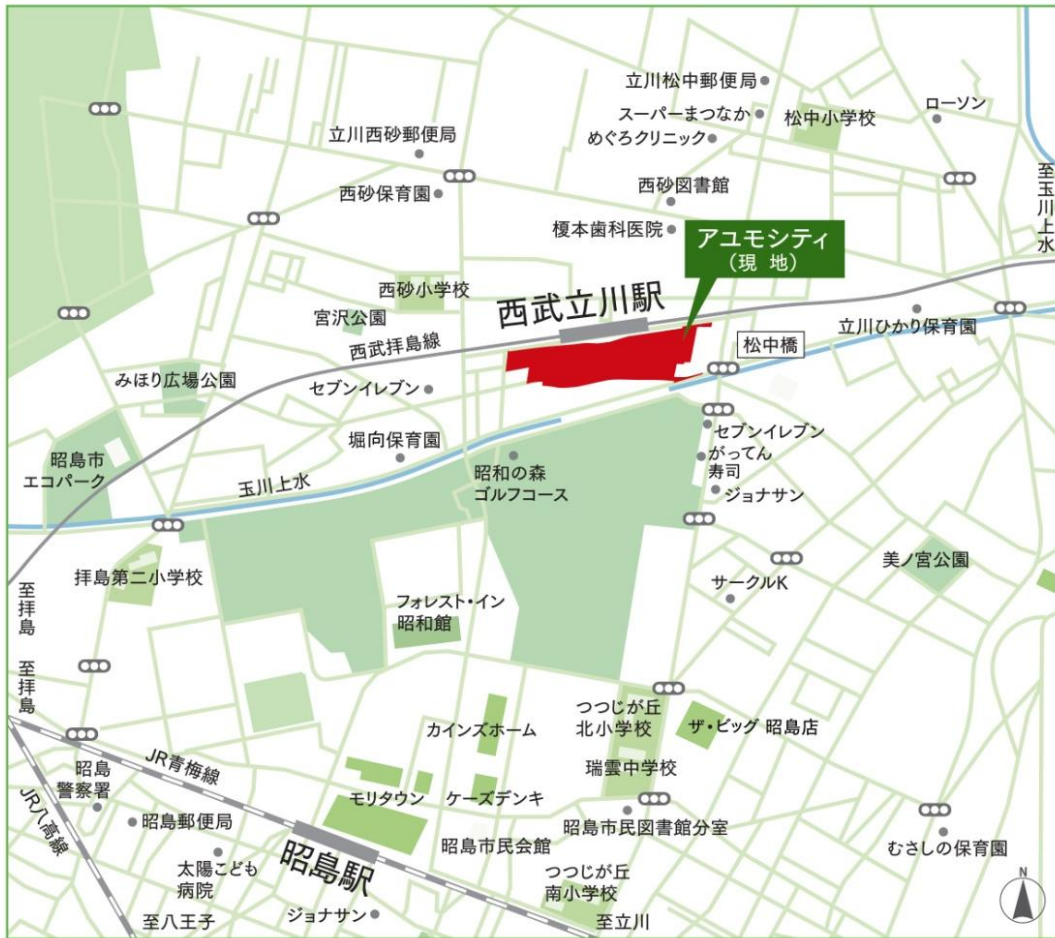 立川松中郵便局
スーパーまつなか
めぐろクリニック
松中小学校
ローソン
立川西砂郵便局
西砂保育園
西砂図書館
榎本歯科医院
至玉川上水
アユモシティ
（現 地）
西砂小学校
宮沢公園
西武立川駅
西武拝島線
立川ひかり保育園
松中橋
みほり広場公園
セブンイレブン
堀向保育園
昭島市
エコパーク
玉川上水
昭和の森
ゴルフコース
セブンイレブン
がってん
寿司
ジョナサン
拝島第二小学校
サークルK
美ノ宮公園
フォレスト・イン
昭和館
至拝島
至拝島
カインズホーム
つつじが丘
北小学校
ザ・ビッグ 昭島店
瑞雲中学校
JR青梅線
昭島
警察署
JR八高線
昭島郵便局
モリタウン
ケーズデンキ
昭島市民図書館分室
昭島市民会館
むさしの保育園
太陽こども
病院
昭島駅
つつじが丘
南小学校
至八王子
ジョナサン
至立川
N